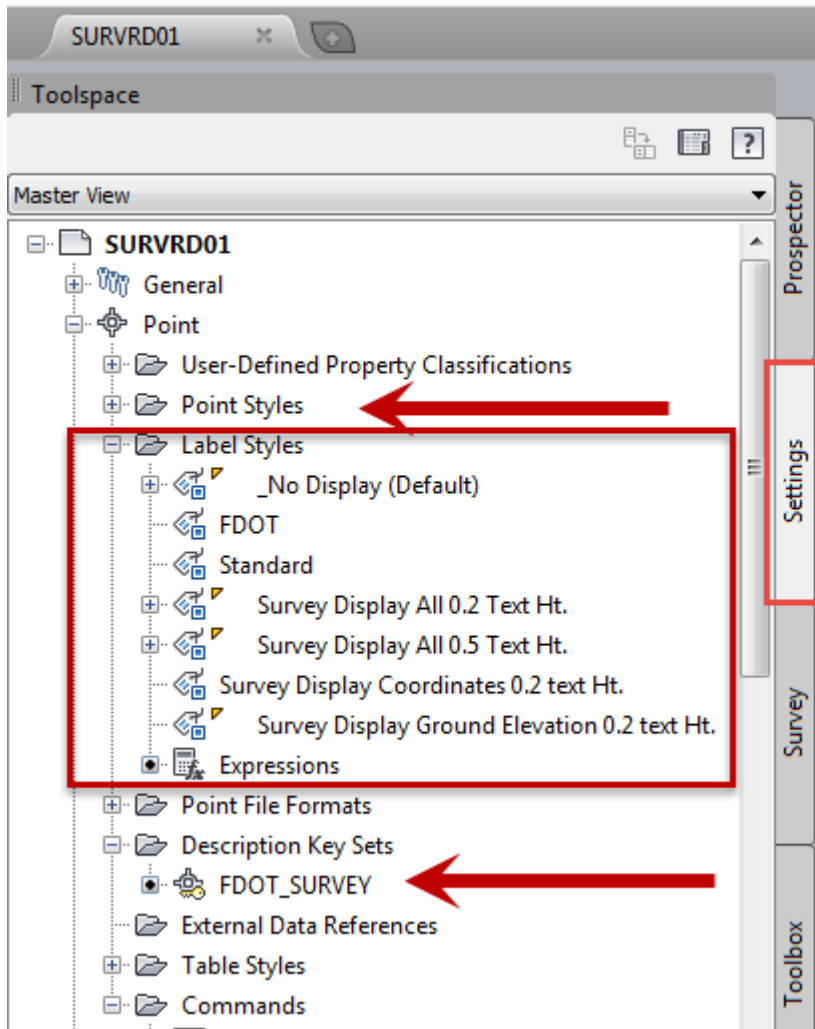 SURVRD01
Toolspace
Master View
SURVRD01
General
Point
User-Defined Property Classifications
Point Styles
Label Styles
_No Display (Default)
FDOT
Standard
Survey Display All 0.2 Text Ht.
Survey Display All 0.5 Text Ht.
Survey Display Coordinates 0.2 text Ht.
Survey Display Ground Elevation 0.2 text Ht.
Expressions
Point File Formats
Description Key Sets
FDOT_SURVEY
External Data References
Table Styles
Commands
Prospector
Settings
Survey
Toolbox